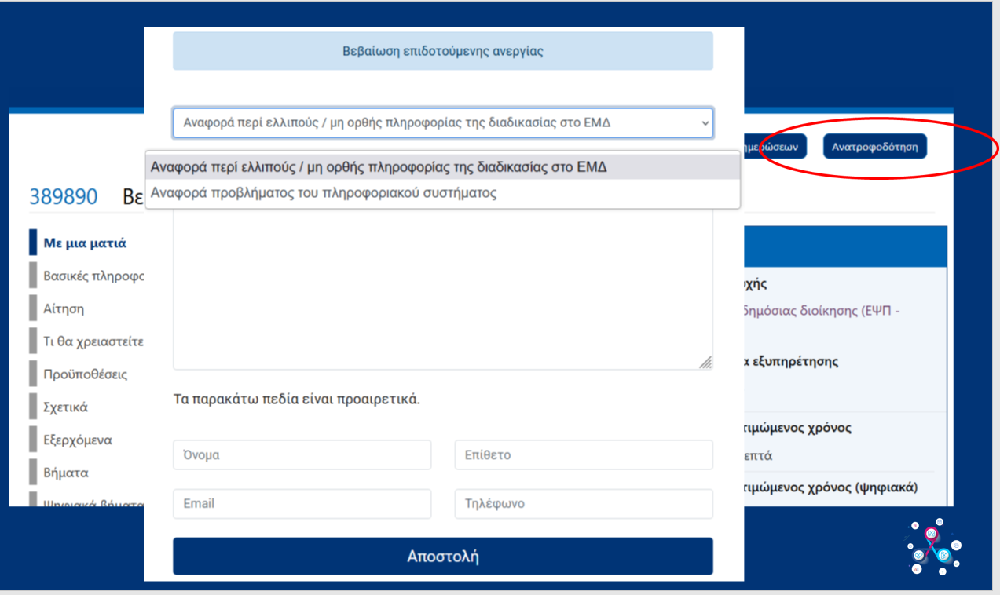 Βεβαίωση επιδοτούμενης ανεργίας
Αναφορά περί ελλιπούς / μη ορθής πληροφορίας της διαδικασίας στο ΕΜΔ
Αναφορά περί ελλιπούς / μη ορθής πληροφορίας της διαδικασίας στο ΕΜΔ
Αναφορά προβλήματος του πληροφοριακού συστήματος
Τα παρακάτω πεδία είναι προαιρετικά.
Όνομα
Επίθετο
Email
Τηλέφωνο
Αποστολή
389890 Βε
Με μια ματιά
Βασικές πληροφο
Αίτηση
Τι θα χρειαστείτε
Προϋποθέσεις
Σχετικά
Εξερχόμενα
Βήματα
Ψηφιακά βήματα
ημερώσεων
Ανατροφοδότηση
χής
δημόσιας διοίκησης (ΕΨΠ -
α εξυπηρέτησης
τιμώμενος χρόνος
επτά
τιμώμενος χρόνος (ψηφιακά)